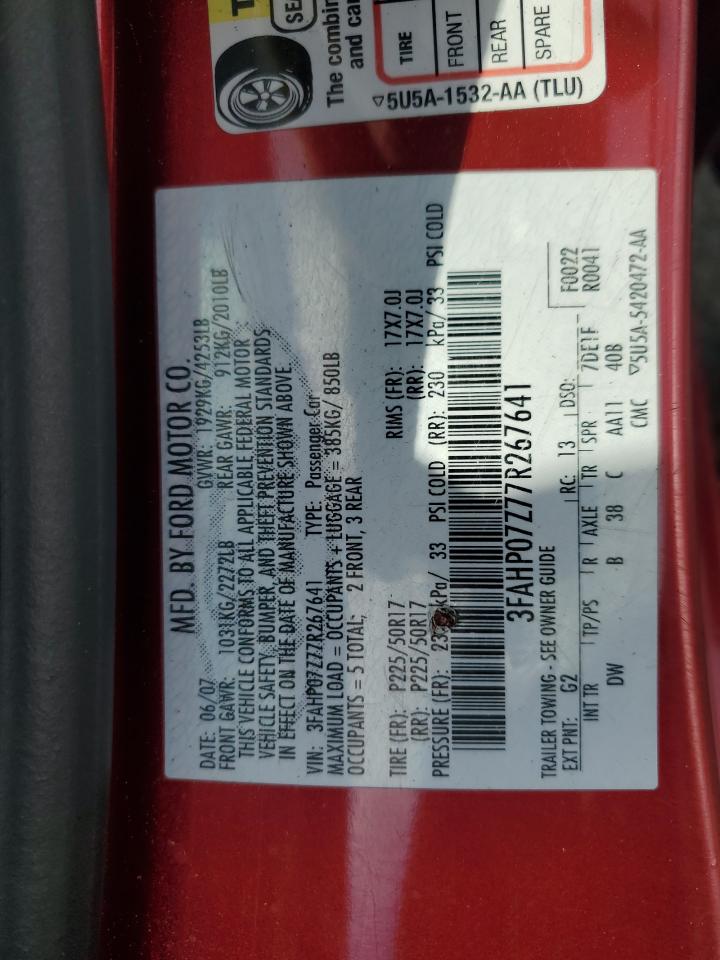 MFD. BY FORD MOTOR CO.
DATE: 06/07 GVWR: 1929KG/4253LB
FRONT GAWR: 1031KG/2272LB REAR GAWR: 912KG/2010LB
THIS VEHICLE CONFORMS TO ALL APPLICABLE FEDERAL MOTOR
VEHICLE SAFETY, BUMPER, AND THEFT PREVENTION STANDARDS
IN EFFECT ON THE DATE OF MANUFACTURE SHOWN ABOVE.
VIN: 3FAHP07Z77R267641 TYPE: Passenger Car
MAXIMUM LOAD = OCCUPANTS + LUGGAGE = 385KG/ 850LB
OCCUPANTS = 5 TOTAL; 2 FRONT, 3 REAR
TIRE (FR): P225/50R17 RIMS (FR): 17X7.0J
(RR): P225/50R17 (RR): 17X7.0J
PRESSURE (FR): kPa/ 33 PSI COLD (RR): 230 kPa/ 33 PSI COLD
3FAHP07Z77R267641
TRAILER TOWING - SEE OWNER GUIDE
EXT PNT: G2 RC: 13 DSO: F0022
INT TR TP/PS R AXLE TR SPR 7DE1F R0041
DW B 38 C AA11 40B
CMC ▽5U5A-5420472-AA
SE
The combin
and car
TIRE
FRONT
REAR
SPARE
▽5U5A-1532-AA (TLU)